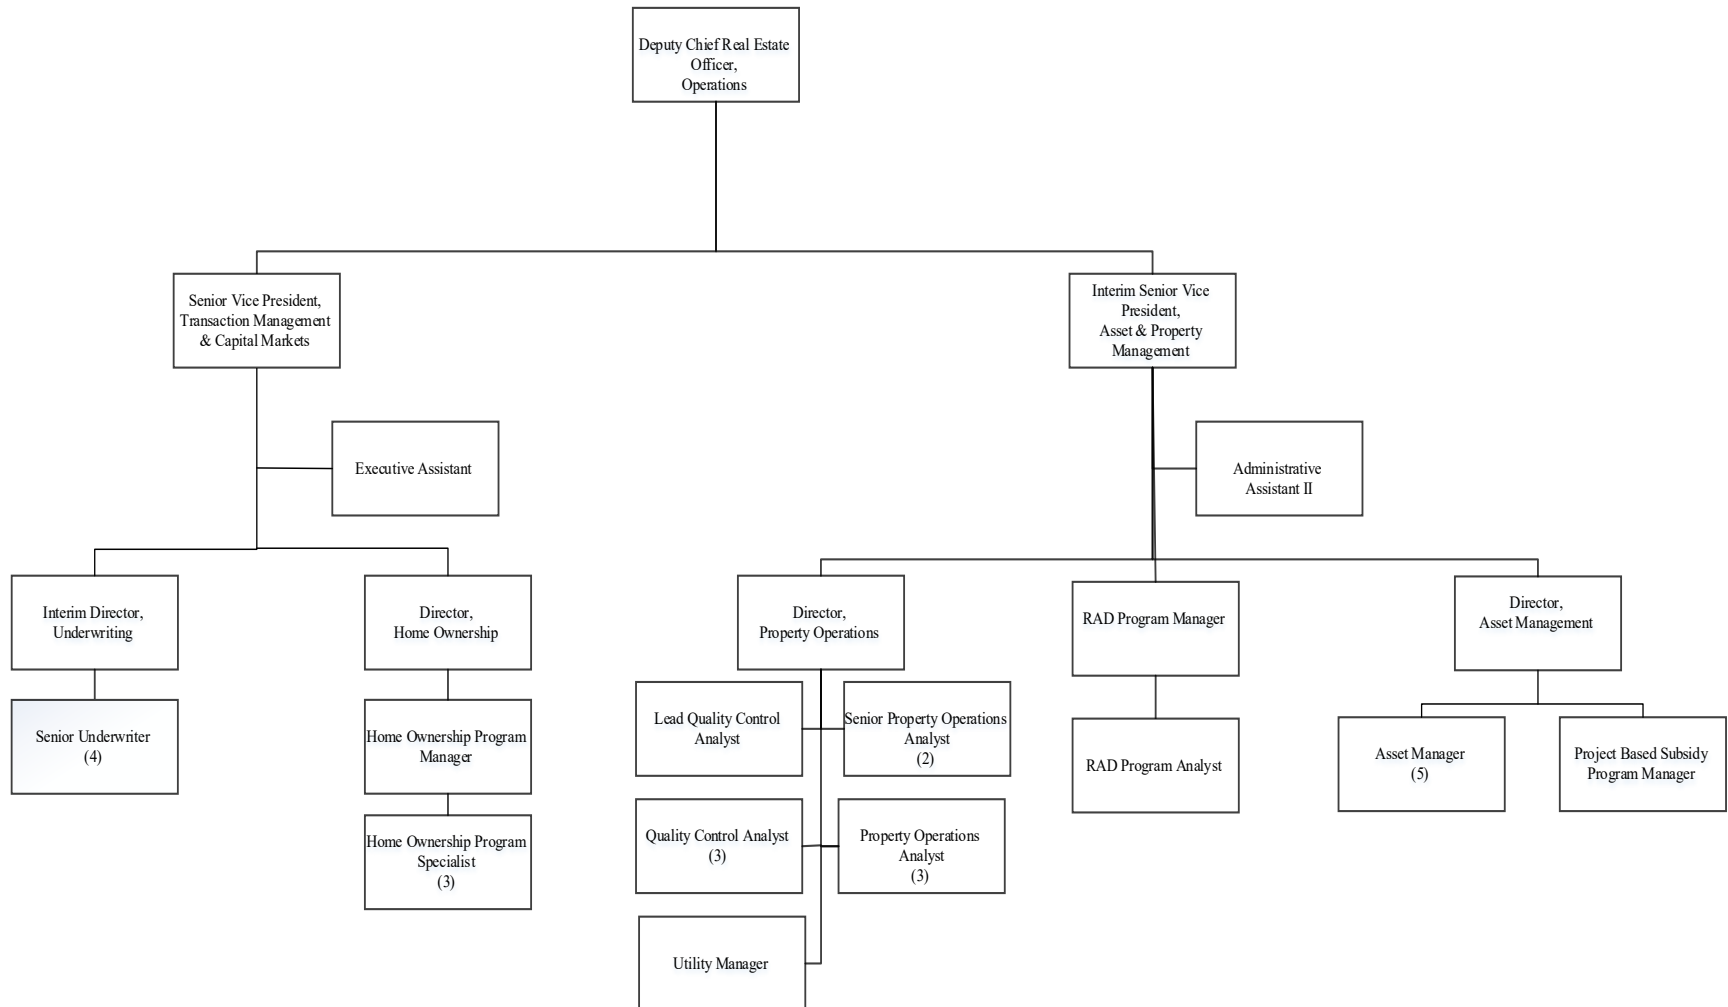 Deputy Chief Real Estate
Officer,
Operations
Senior Vice President,
Transaction Management
& Capital Markets
Interim Senior Vice
President,
Asset & Property
Management
Executive Assistant
Administrative
Assistant II
Interim Director,
Underwriting
Director,
Home Ownership
Director,
Property Operations
RAD Program Manager
Director,
Asset Management
Senior Underwriter
(4)
Home Ownership Program
Manager
Lead Quality Control
Analyst
Senior Property Operations
Analyst
(2)
RAD Program Analyst
Asset Manager
(5)
Project Based Subsidy
Program Manager
Home Ownership Program
Specialist
(3)
Quality Control Analyst
(3)
Property Operations
Analyst
(3)
Utility Manager